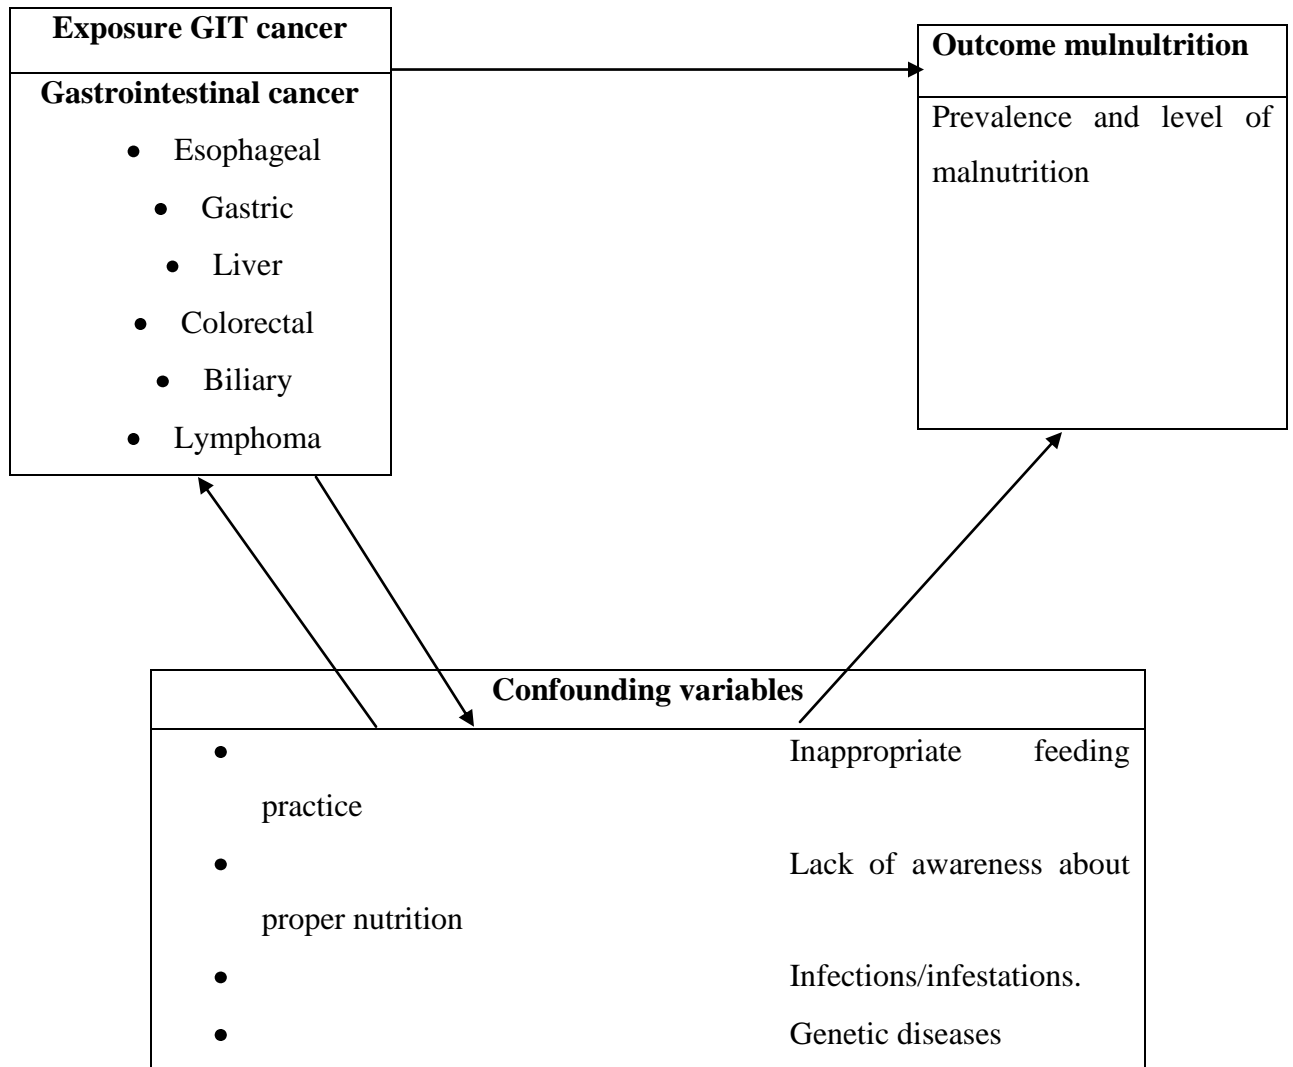 Exposure GIT cancer
Gastrointestinal cancer
• Esophageal
• Gastric
• Liver
• Colorectal
• Biliary
• Lymphoma
Outcome mulnultrition
Prevalence and level of
malnutrition
Confounding variables
• Inappropriate feeding
practice
• Lack of awareness about
proper nutrition
• Infections/infestations.
• Genetic diseases